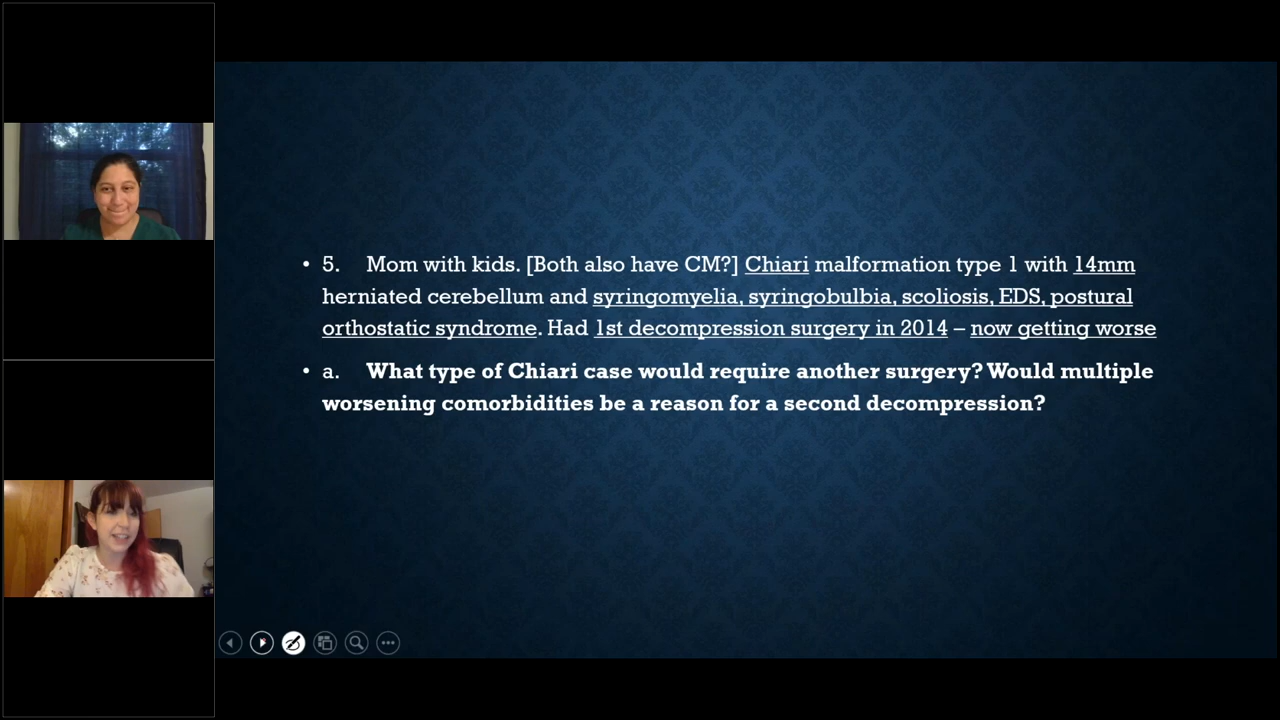 • 5. Mom with kids. [Both also have CM?] Chiari malformation type 1 with 14mm
herniated cerebellum and syringomyelia, syringobulbia, scoliosis, EDS, postural
orthostatic syndrome. Had 1st decompression surgery in 2014 – now getting worse
• a. What type of Chiari case would require another surgery? Would multiple
worsening comorbidities be a reason for a second decompression?